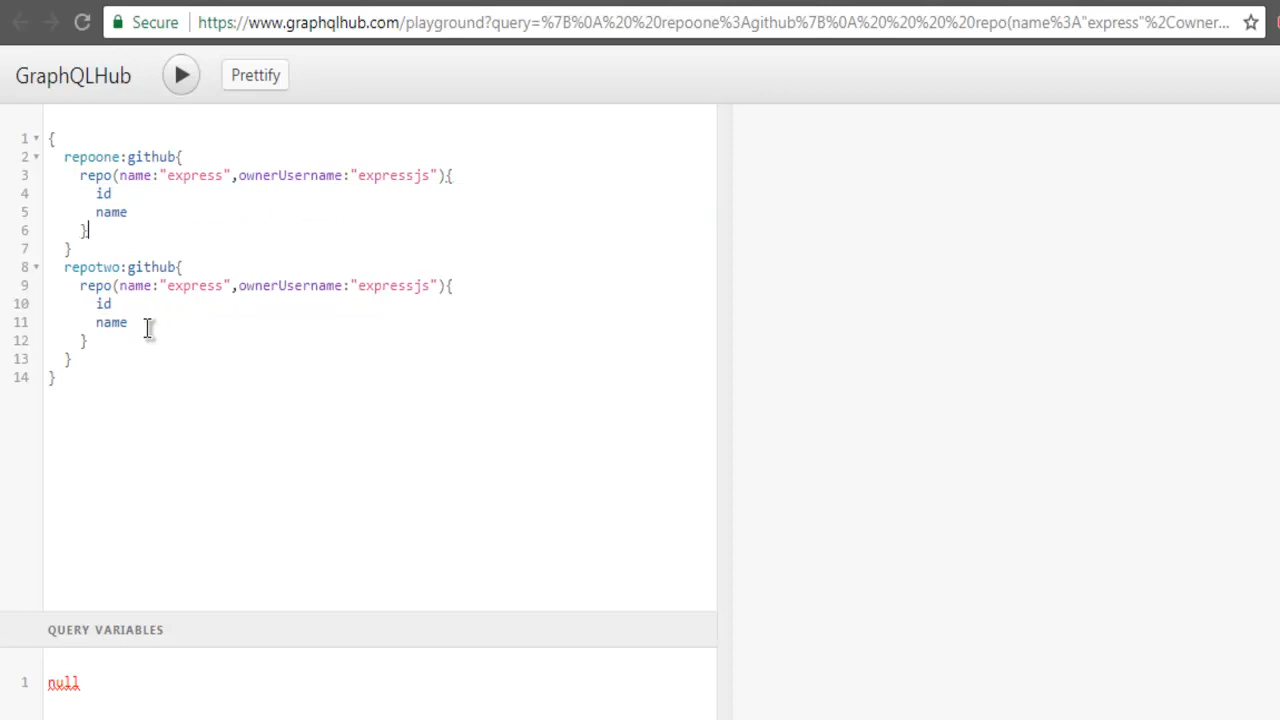 Secure https://www.graphqlhub.com/playground?query=%7B%0A%20%20repoone%3Agithub%7B%0A%20%20%20%20repo(name%3A"express"%2Cowner...
GraphQLHub Prettify
1 {
2 repoone:github{
3 repo(name:"express",ownerUsername:"expressjs"){
4 id
5 name
6 }
7 }
8 repotwo:github{
9 repo(name:"express",ownerUsername:"expressjs"){
10 id
11 name
12 }
13 }
14 }
QUERY VARIABLES
1 null